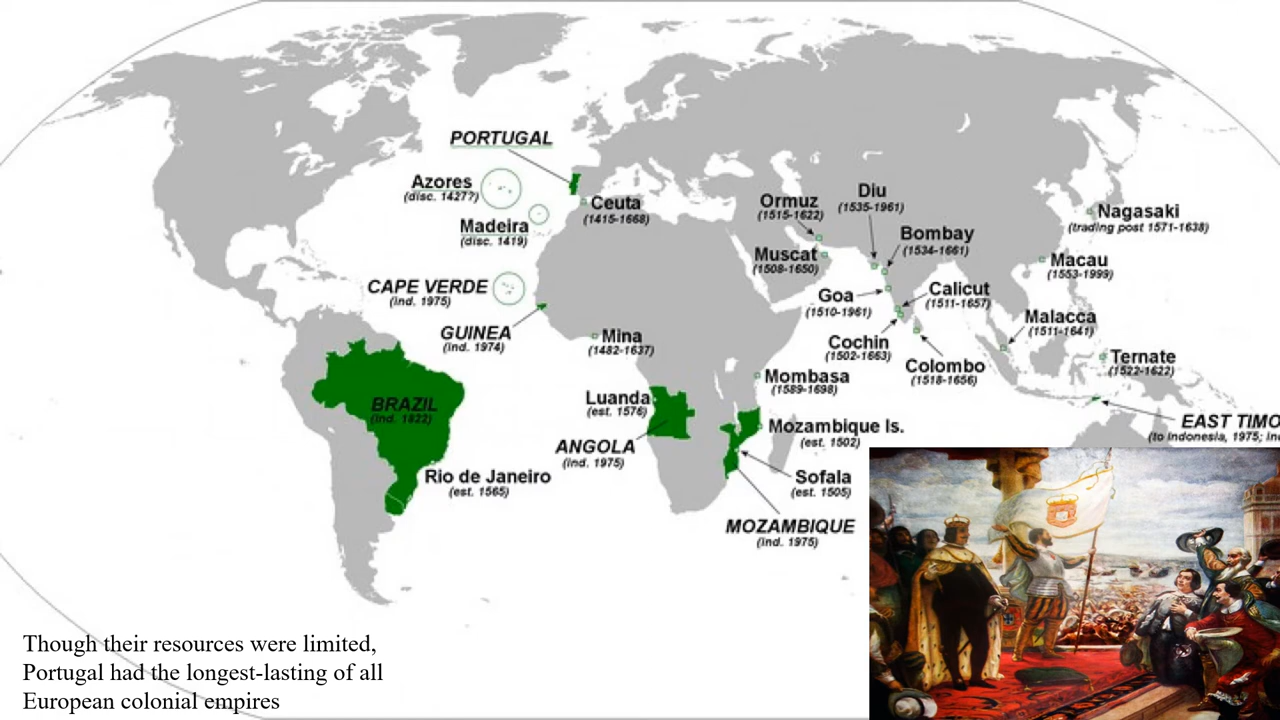 PORTUGAL
Azores
(disc. 1427?)
Madeira
(disc. 1419)
Ceuta
(1415-1668)
CAPE VERDE
(ind. 1975)
GUINEA
(ind. 1974)
Mina
(1482-1637)
BRAZIL
(ind. 1822)
Rio de Janeiro
(est. 1565)
Luanda
(est. 1576)
ANGOLA
(ind. 1975)
Mombasa
(1589-1698)
Mozambique Is.
(est. 1502)
Sofala
(est. 1505)
MOZAMBIQUE
(ind. 1975)
Ormuz
(1515-1622)
Muscat
(1508-1650)
Diu
(1535-1961)
Bombay
(1534-1661)
Goa
(1510-1961)
Calicut
(1511-1657)
Cochin
(1502-1663)
Colombo
(1518-1656)
Nagasaki
(trading post 1571-1638)
Macau
(1553-1999)
Malacca
(1511-1641)
Ternate
(1522-1622)
EAST TIMO
(to Indonesia, 1975;
Though their resources were limited,
Portugal had the longest-lasting of all
European colonial empires